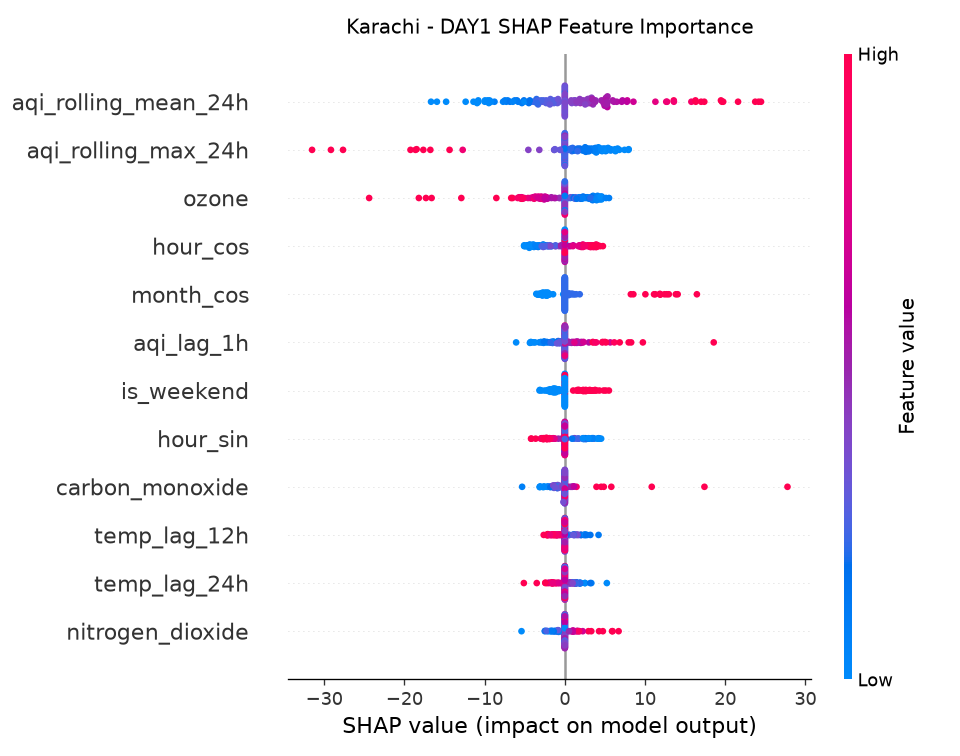 Karachi - DAY1 SHAP Feature Importance
High
aqi_rolling_mean_24h
aqi_rolling_max_24h
ozone
hour_cos
month_cos
aqi_lag_1h
is_weekend
hour_sin
carbon_monoxide
temp_lag_12h
temp_lag_24h
nitrogen_dioxide
Feature value
Low
−30 −20 −10 0 10 20 30
SHAP value (impact on model output)